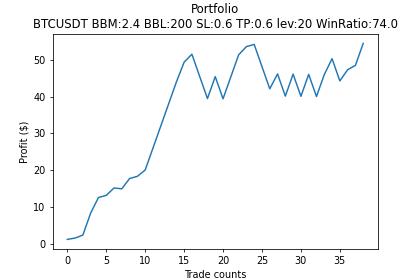 Portfolio
BTCUSDT BBM:2.4 BBL:200 SL:0.6 TP:0.6 lev:20 WinRatio:74.0
Profit ($)
50
40
30
20
10
0
0 5 10 15 20 25 30 35
Trade counts